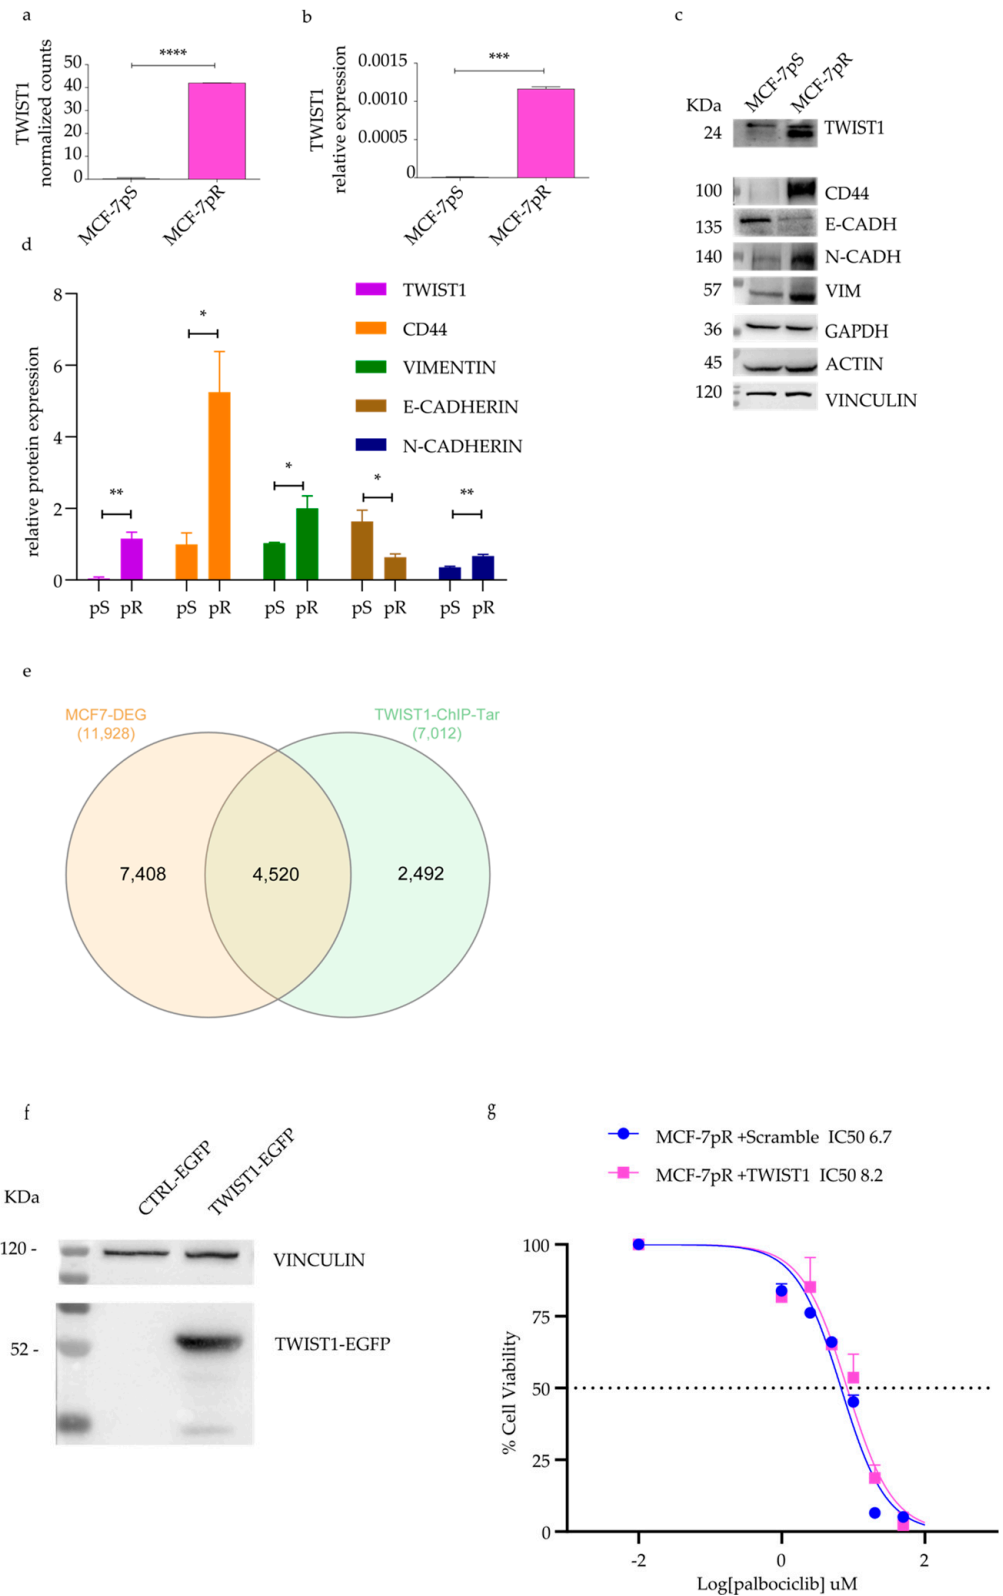 a
TWIST1
normalized counts
50
40
30
20
10
0
****
MCF-7pS
MCF-7pR
b
TWIST1
relative expression
0.0015
0.0010
0.0005
0
***
MCF-7pS
MCF-7pR
c
MCF-7pS
MCF-7pR
KDa
24
TWIST1
100
CD44
135
E-CADH
140
N-CADH
57
VIM
36
GAPDH
45
ACTIN
120
VINCULIN
d
relative protein expression
8
6
4
2
0
TWIST1
CD44
VIMENTIN
E-CADHERIN
N-CADHERIN
**
*
*
*
**
pS pR pS pR pS pR pS pR pS pR
e
MCF7-DEG
(11,928)
TWIST1-ChIP-Tar
(7,012)
7,408
4,520
2,492
f
CTRL-EGFP
TWIST1-EGFP
KDa
120 -
VINCULIN
52 -
TWIST1-EGFP
g
MCF-7pR +Scramble IC50 6.7
MCF-7pR +TWIST1 IC50 8.2
% Cell Viability
100
75
50
25
0
-2 0 2
Log[palbociclib] uM